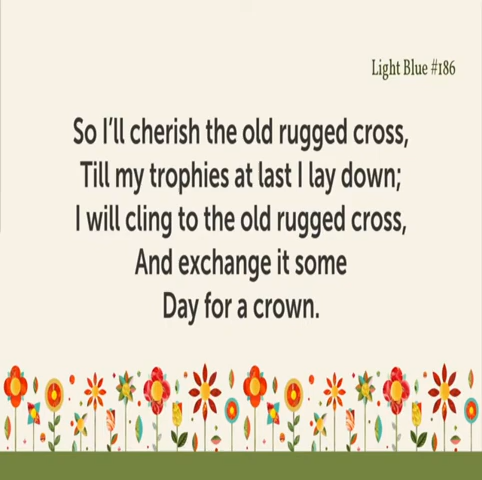 Light Blue #186
So I'll cherish the old rugged cross,
Till my trophies at last I lay down;
I will cling to the old rugged cross,
And exchange it some
Day for a crown.